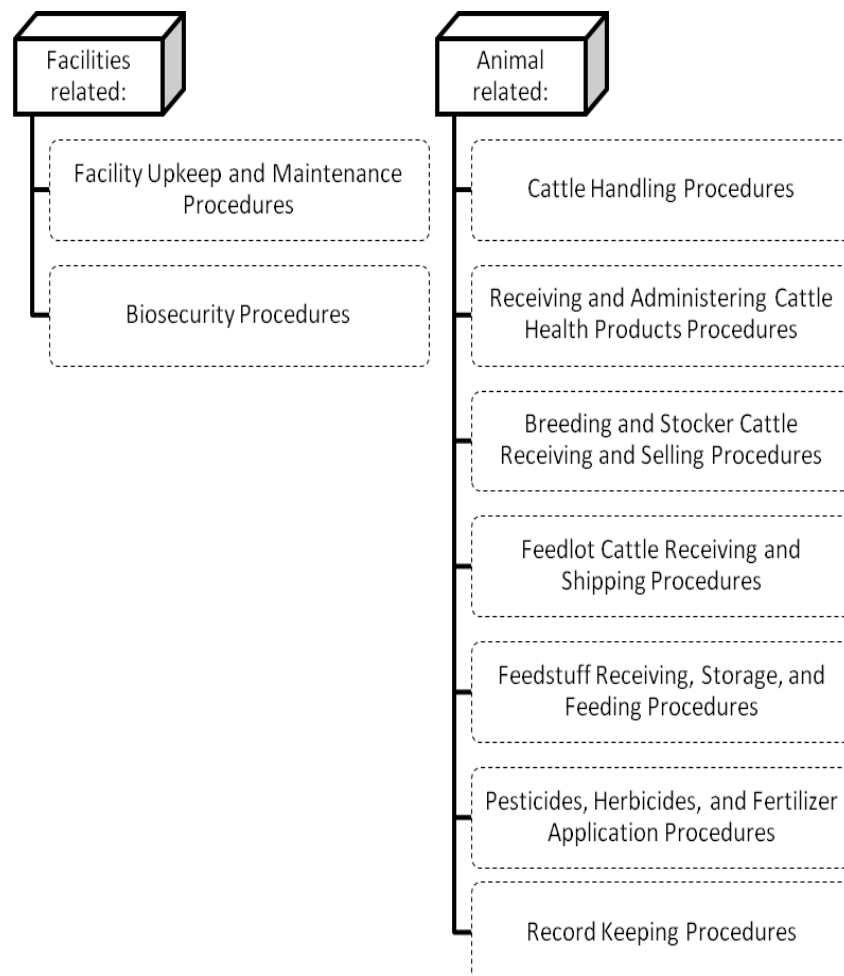 Facilities
related:
Facility Upkeep and Maintenance
Procedures
Biosecurity Procedures
Animal
related:
Cattle Handling Procedures
Receiving and Administering Cattle
Health Products Procedures
Breeding and Stocker Cattle
Receiving and Selling Procedures
Feedlot Cattle Receiving and
Shipping Procedures
Feedstuff Receiving, Storage, and
Feeding Procedures
Pesticides, Herbicides, and Fertilizer
Application Procedures
Record Keeping Procedures